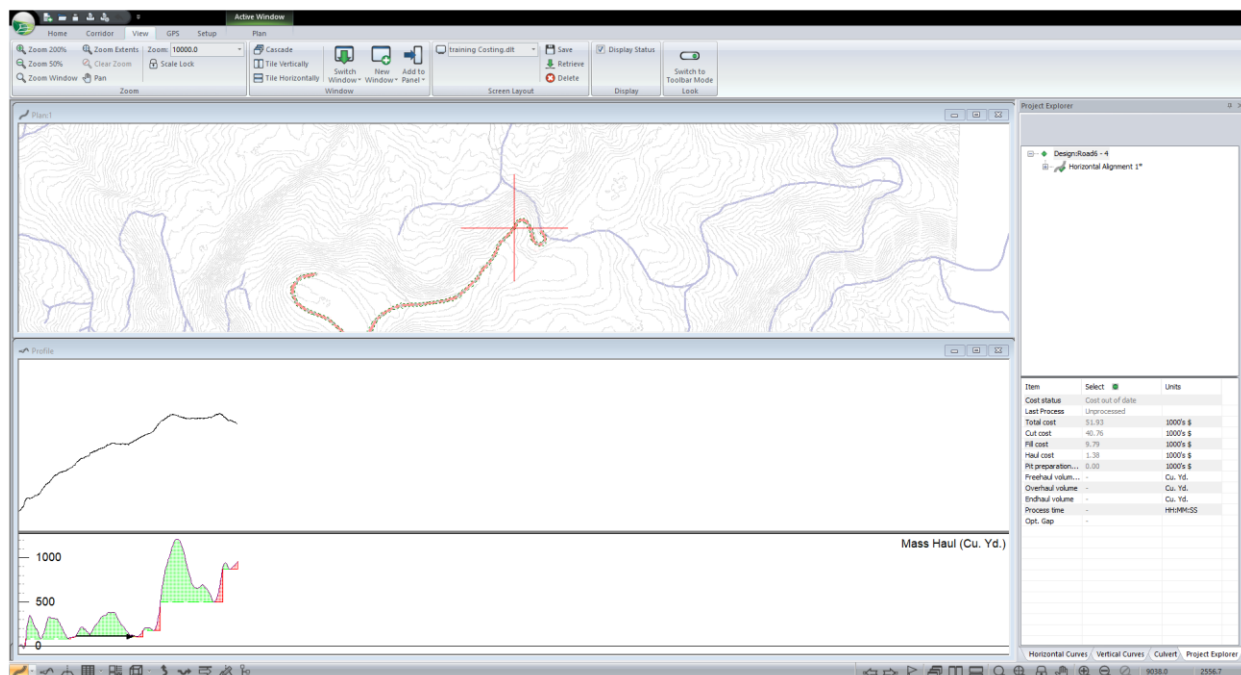 Active Window
Home Corridor View GPS Setup Plan
Zoom 200% Zoom Extents Zoom: 10000.0
Zoom 50% Clear Zoom Scale Lock
Zoom Window Pan
Zoom
Cascade
Tile Vertically
Tile Horizontally
Switch Window New Window Add to Panel
Window
training Costing.dlt
Save
Retrieve
Delete
Screen Layout
Display Status
Display
Switch to Toolbar Mode
Look
Plan:1
Project Explorer
Design:Road6 - 4
Horizontal Alignment 1*
Profile
Mass Haul (Cu. Yd.)
1000
500
0
Item Select Units
Cost status Cost out of date
Last Process Unprocessed
Total cost 51.93 1000's $
Cut cost 40.76 1000's $
Fill cost 9.79 1000's $
Haul cost 1.38 1000's $
Pit preparation... 0.00 1000's $
Freehaul volum... - Cu. Yd.
Overhaul volume - Cu. Yd.
Endhaul volume - Cu. Yd.
Process time - HH:MM:SS
Opt. Gap -
Horizontal Curves Vertical Curves Culvert Project Explorer
9038.0 2556.7